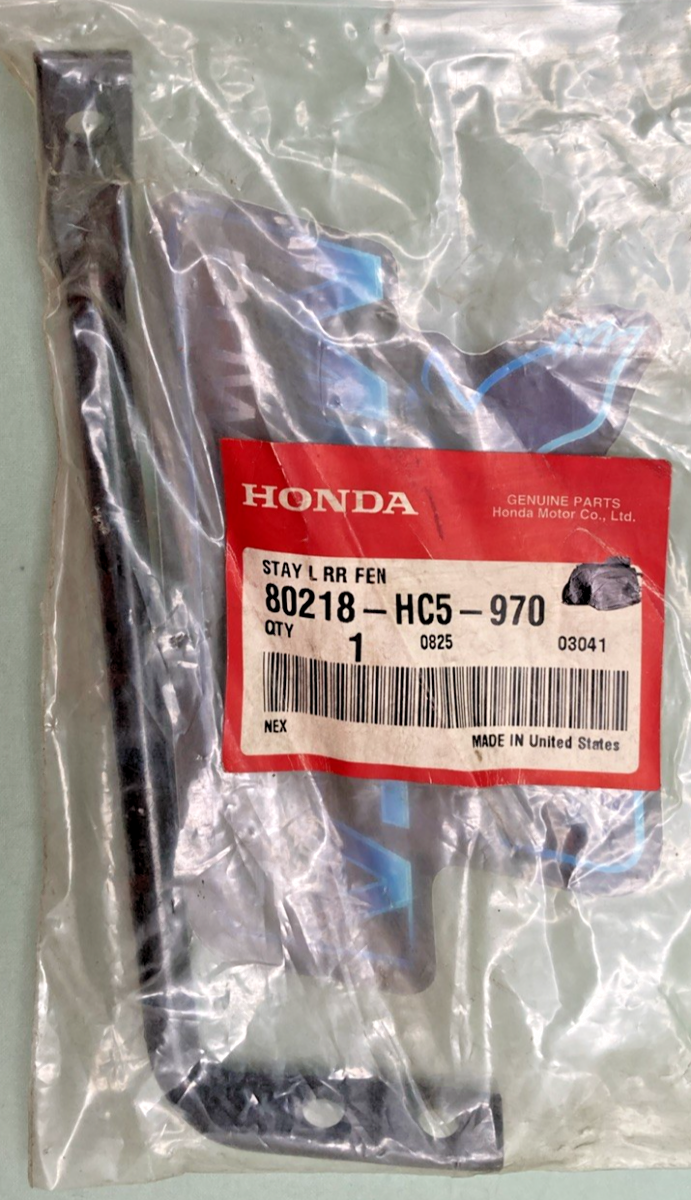 HONDA
GENUINE PARTS
Honda Motor Co., Ltd.
STAY L RR FEN
80218-HC5-970
QTY 1 0825 03041
NEX
MADE IN United States